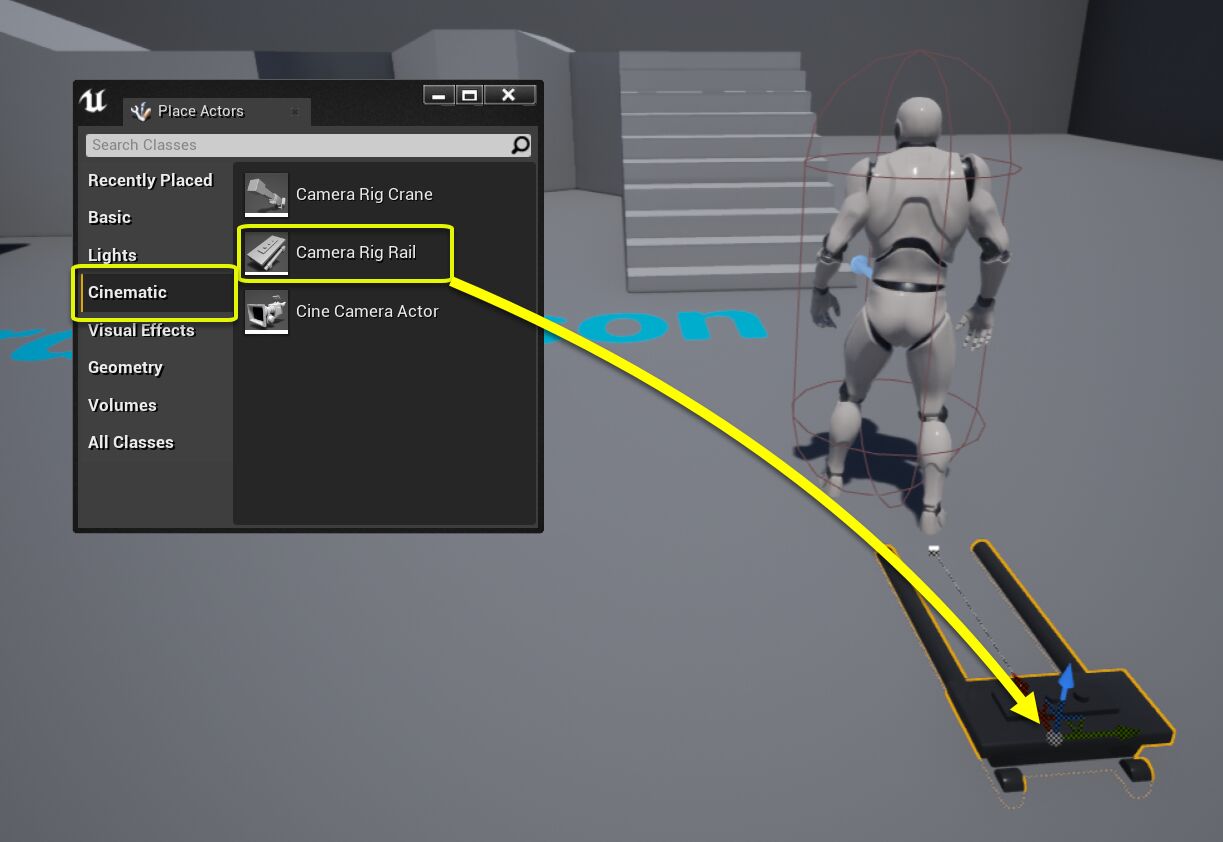 Place Actors
Search Classes
Recently Placed
Basic
Lights
Cinematic
Visual Effects
Geometry
Volumes
All Classes
Camera Rig Crane
Camera Rig Rail
Cine Camera Actor